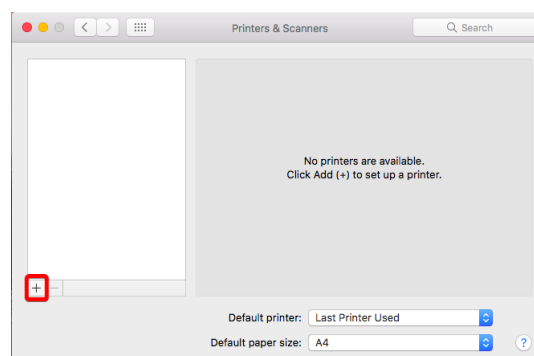 Printers & Scanners
Search
No printers are available.
Click Add (+) to set up a printer.
+
−
Default printer: Last Printer Used
Default paper size: A4
?